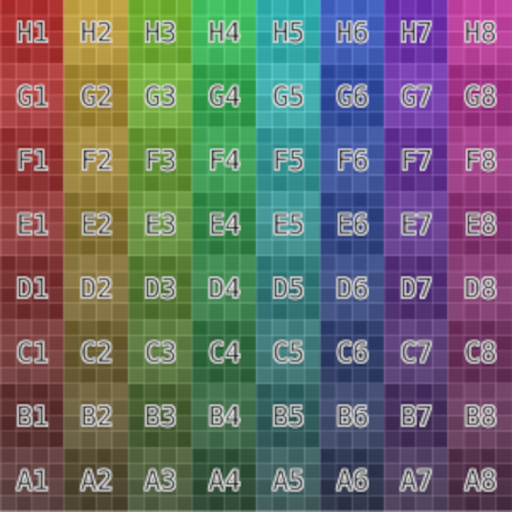 H1 H2 H3 H4 H5 H6 H7 H8
G1 G2 G3 G4 G5 G6 G7 G8
F1 F2 F3 F4 F5 F6 F7 F8
E1 E2 E3 E4 E5 E6 E7 E8
D1 D2 D3 D4 D5 D6 D7 D8
C1 C2 C3 C4 C5 C6 C7 C8
B1 B2 B3 B4 B5 B6 B7 B8
A1 A2 A3 A4 A5 A6 A7 A8